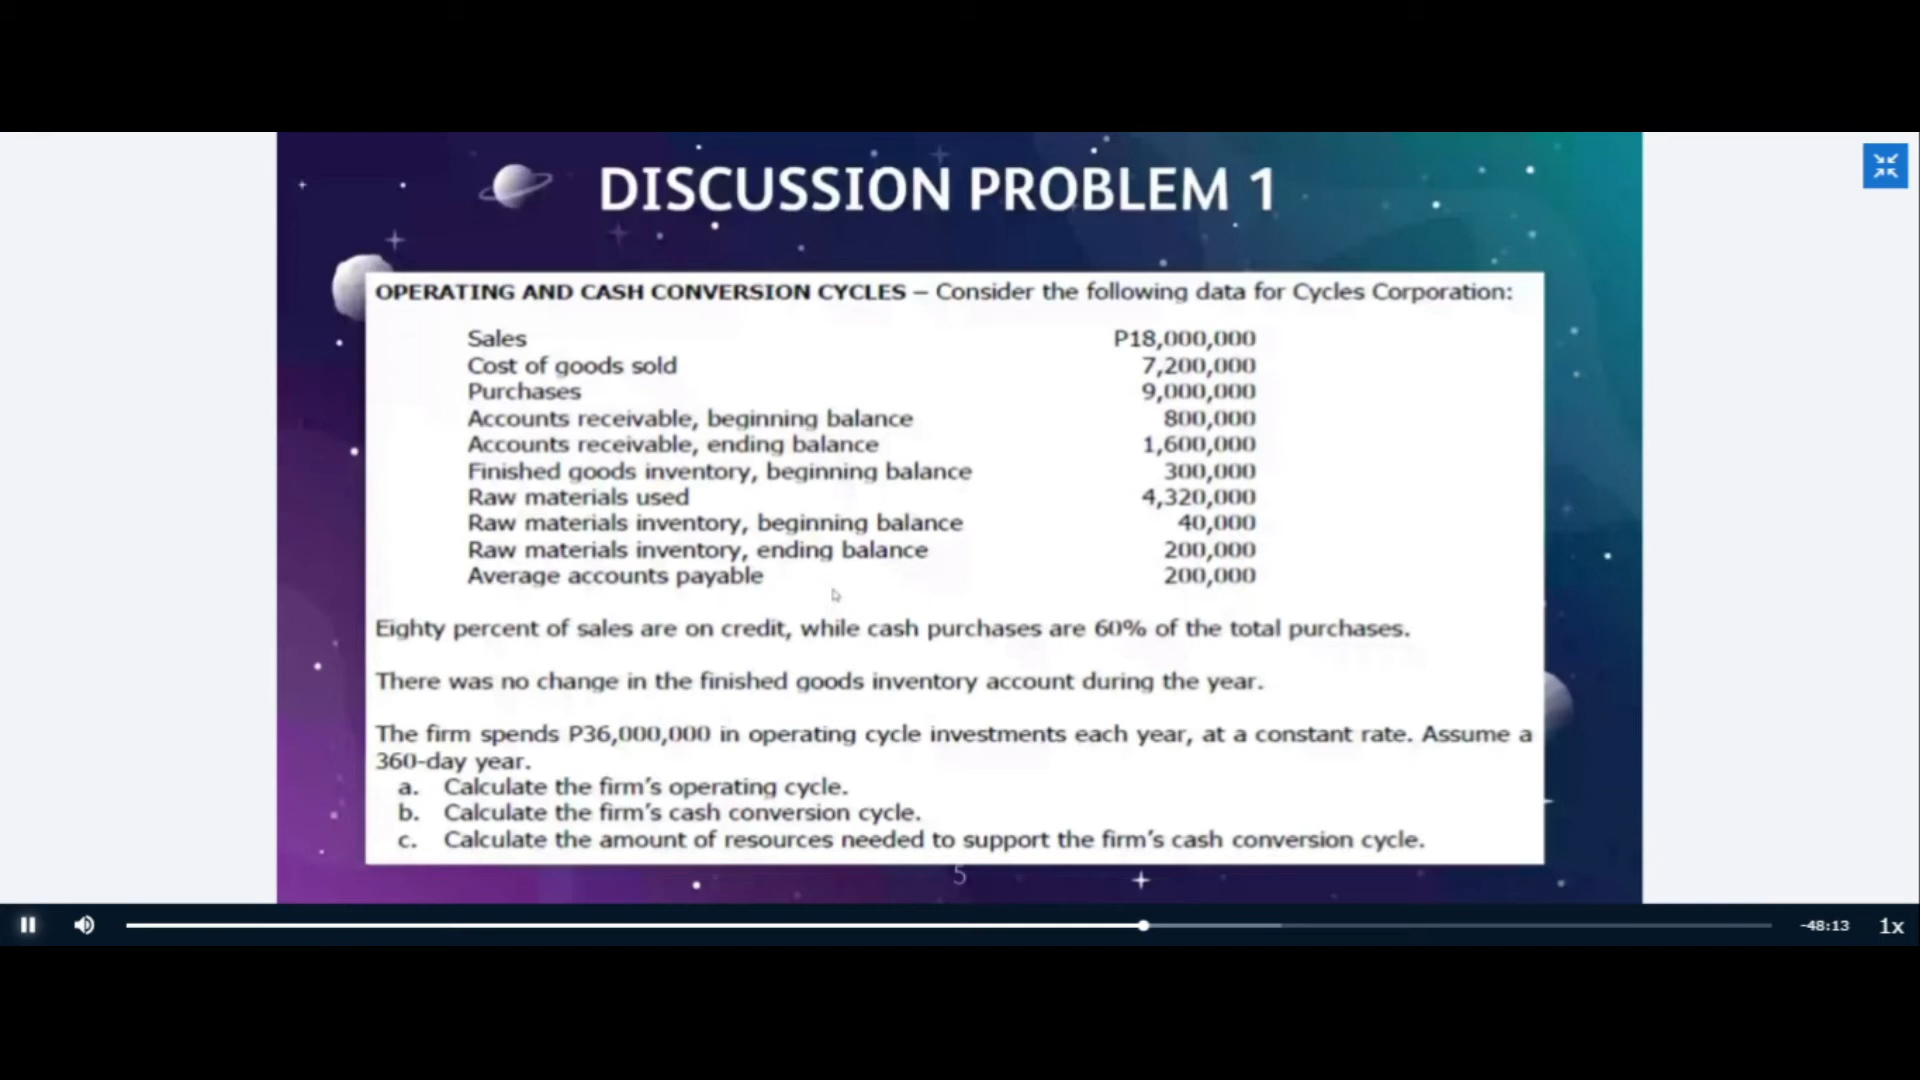 DISCUSSION PROBLEM 1
OPERATING AND CASH CONVERSION CYCLES – Consider the following data for Cycles Corporation:
Sales P18,000,000
Cost of goods sold 7,200,000
Purchases 9,000,000
Accounts receivable, beginning balance 800,000
Accounts receivable, ending balance 1,600,000
Finished goods inventory, beginning balance 300,000
Raw materials used 4,320,000
Raw materials inventory, beginning balance 40,000
Raw materials inventory, ending balance 200,000
Average accounts payable 200,000
Eighty percent of sales are on credit, while cash purchases are 60% of the total purchases.
There was no change in the finished goods inventory account during the year.
The firm spends P36,000,000 in operating cycle investments each year, at a constant rate. Assume a
360-day year.
a. Calculate the firm's operating cycle.
b. Calculate the firm's cash conversion cycle.
c. Calculate the amount of resources needed to support the firm's cash conversion cycle.
5
-48:13 1x